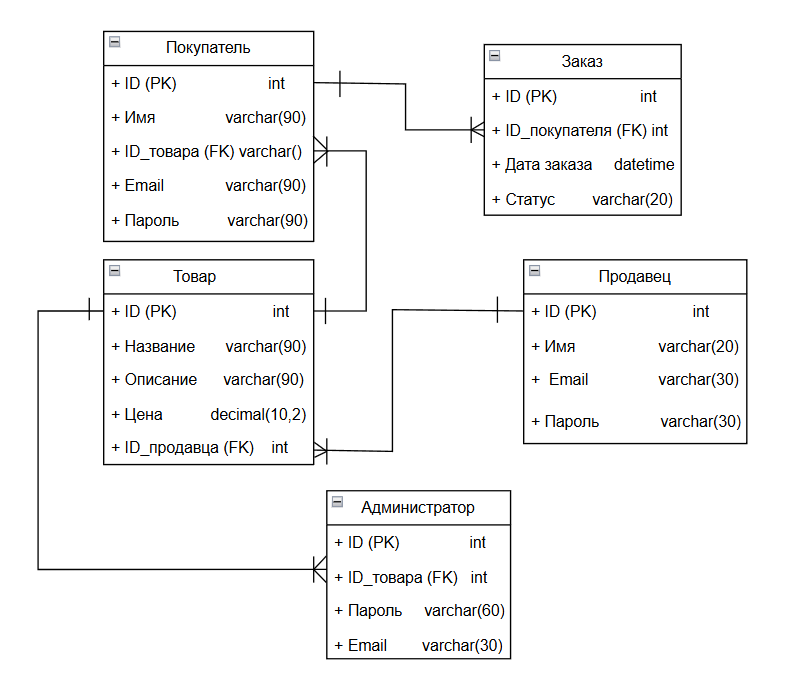 Покупатель
+ ID (PK) int
+ Имя varchar(90)
+ ID_товара (FK) varchar()
+ Email varchar(90)
+ Пароль varchar(90)
Заказ
+ ID (PK) int
+ ID_покупателя (FK) int
+ Дата заказа datetime
+ Статус varchar(20)
Товар
+ ID (PK) int
+ Название varchar(90)
+ Описание varchar(90)
+ Цена decimal(10,2)
+ ID_продавца (FK) int
Продавец
+ ID (PK) int
+ Имя varchar(20)
+ Email varchar(30)
+ Пароль varchar(30)
Администратор
+ ID (PK) int
+ ID_товара (FK) int
+ Пароль varchar(60)
+ Email varchar(30)